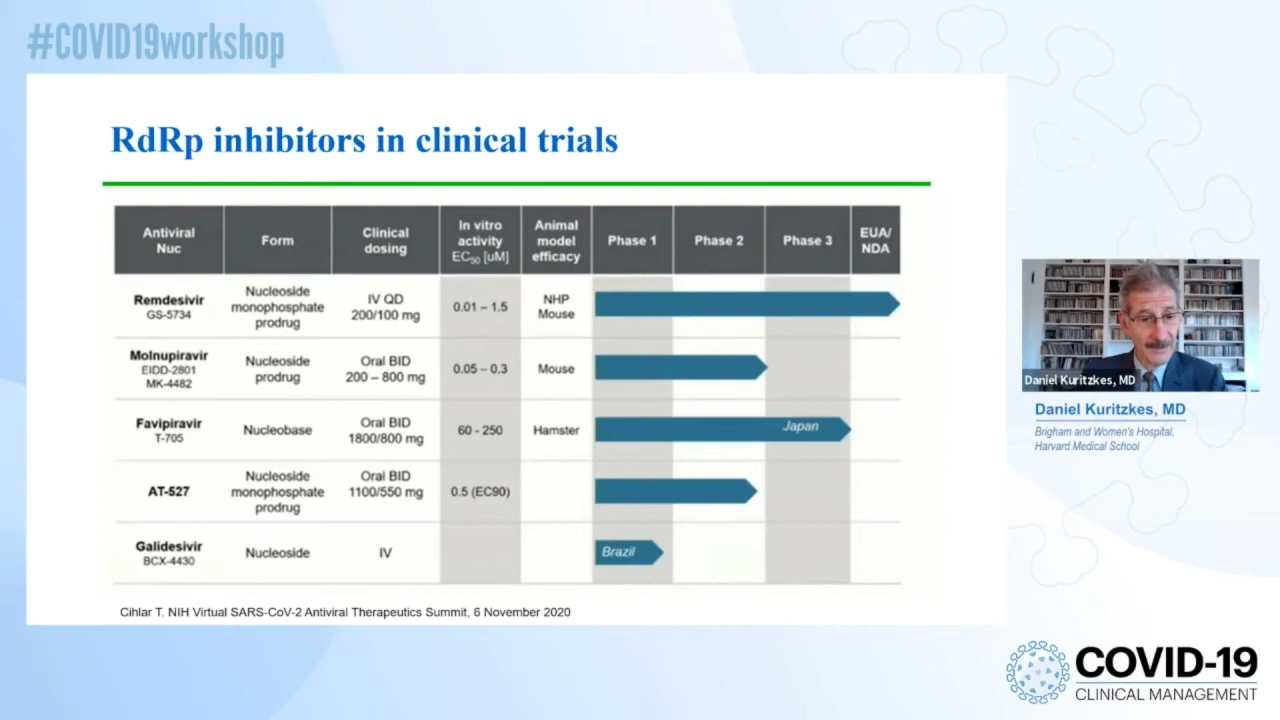 #COVID19workshop
RdRp inhibitors in clinical trials
Antiviral
Nuc
Form
Clinical
dosing
In vitro
activity
EC50 [uM]
Animal
model
efficacy
Phase 1
Phase 2
Phase 3
EUA/
NDA
Remdesivir
GS-5734
Nucleoside
monophosphate
prodrug
IV QD
200/100 mg
0.01 – 1.5
NHP
Mouse
Molnupiravir
EIDD-2801
MK-4482
Nucleoside
prodrug
Oral BID
200 – 800 mg
0.05 – 0.3
Mouse
Favipiravir
T-705
Nucleobase
Oral BID
1800/800 mg
60 - 250
Hamster
Japan
AT-527
Nucleoside
monophosphate
prodrug
Oral BID
1100/550 mg
0.5 (EC90)
Galidesivir
BCX-4430
Nucleoside
IV
Brazil
Cihlar T. NIH Virtual SARS-CoV-2 Antiviral Therapeutics Summit, 6 November 2020
Daniel Kuritzkes, MD
Daniel Kuritzkes, MD
Brigham and Women's Hospital,
Harvard Medical School
COVID-19
CLINICAL MANAGEMENT